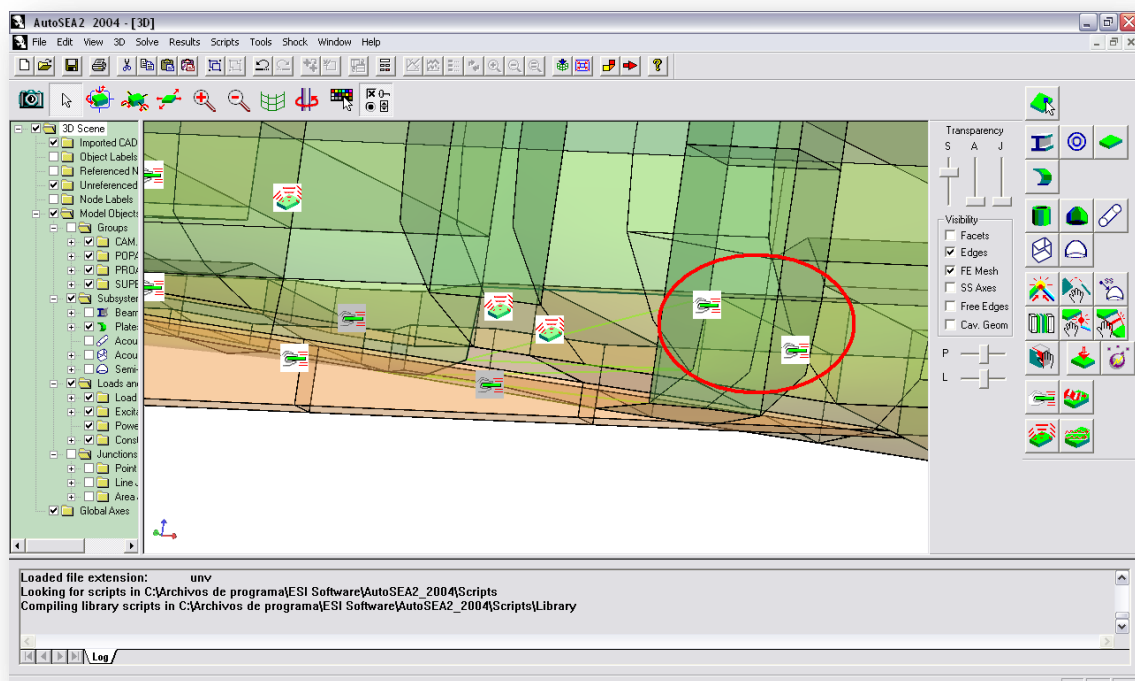 AutoSEA2 2004 - [3D]
File Edit View 3D Solve Results Scripts Tools Shock Window Help
3D Scene
Imported CAD
Object Labels
Referenced N
Unreferenced
Node Labels
Model Objects
Groups
CAM.
POPA
PROA
SUPE
Subsystem
Beam
Plates
Acou
Acou
Semi-
Loads and
Load
Excita
Powe
Const
Junctions
Point
Line J
Area J
Global Axes
Transparency
S A J
Visibility
Facets
Edges
FE Mesh
SS Axes
Free Edges
Cav. Geom
P
L
SS
Loaded file extension: unv
Looking for scripts in C:\Archivos de programa\ESI Software\AutoSEA2_2004\Scripts
Compiling library scripts in C:\Archivos de programa\ESI Software\AutoSEA2_2004\Scripts\Library
Log